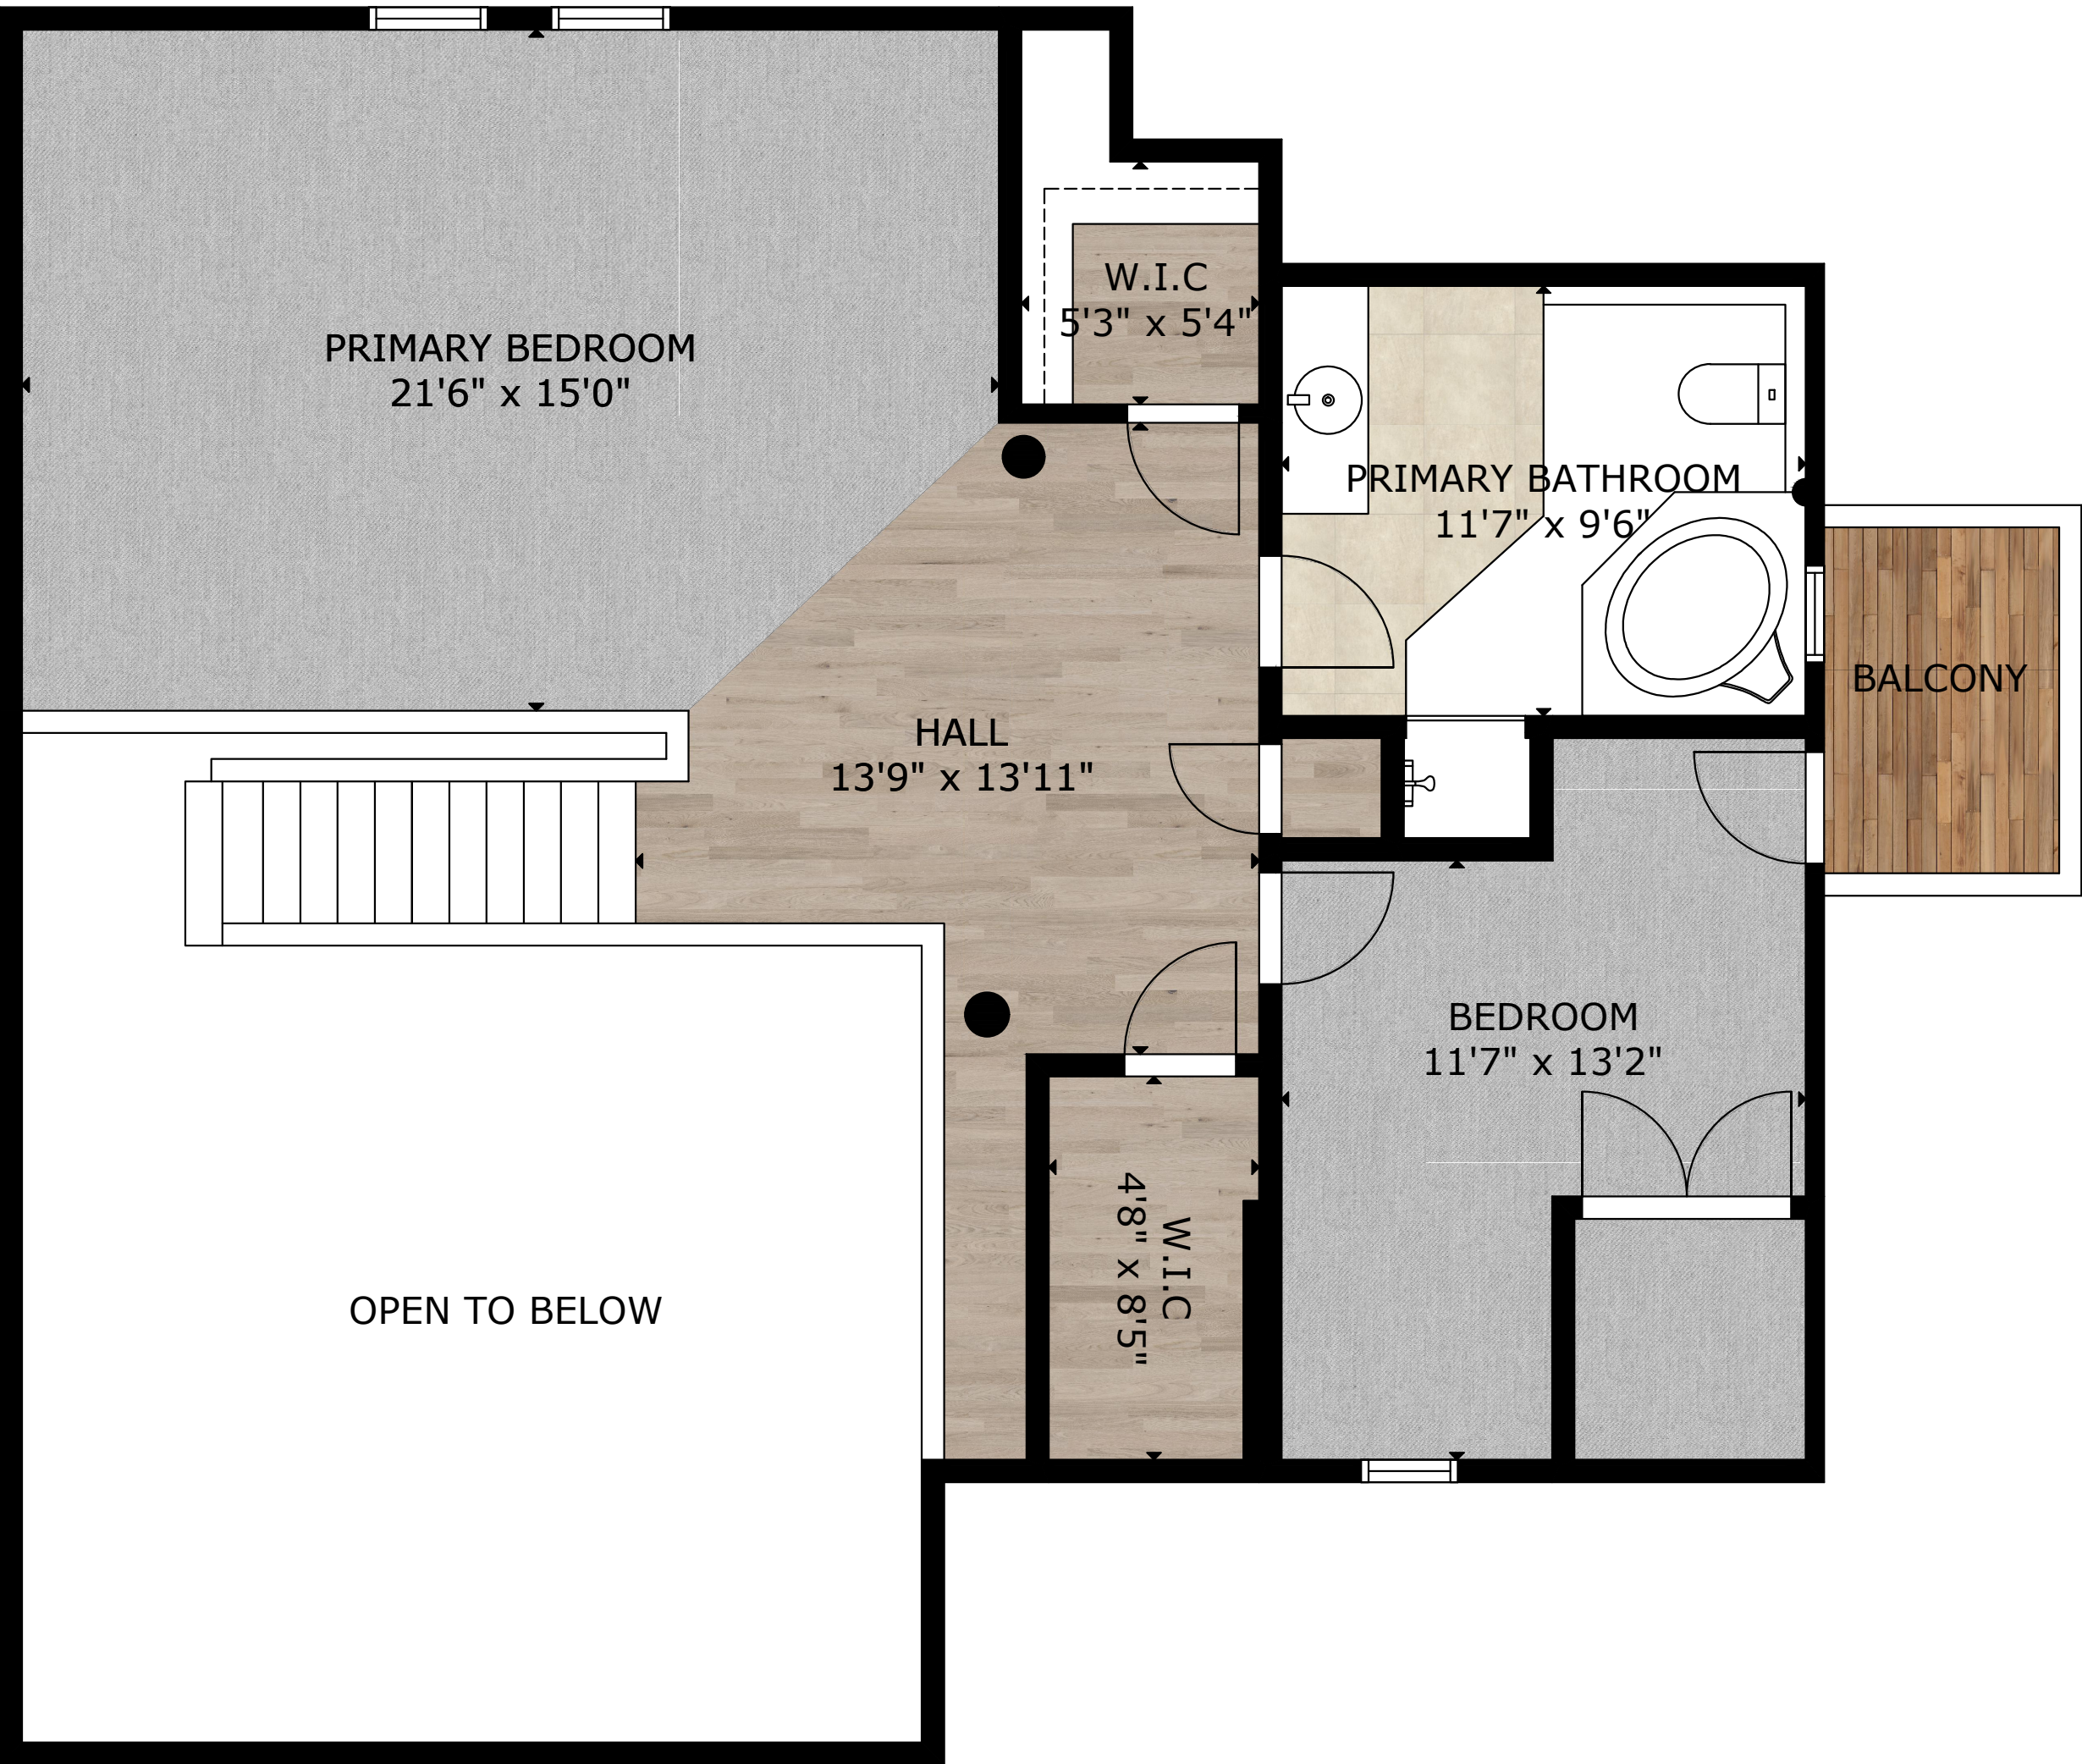 W.I.C
5'3" x 5'4"
PRIMARY BEDROOM
21'6" x 15'0"
PRIMARY BATHROOM
11'7" x 9'6"
BALCONY
HALL
13'9" x 13'11"
BEDROOM
11'7" x 13'2"
W.I.C
4'8" x 8'5"
OPEN TO BELOW